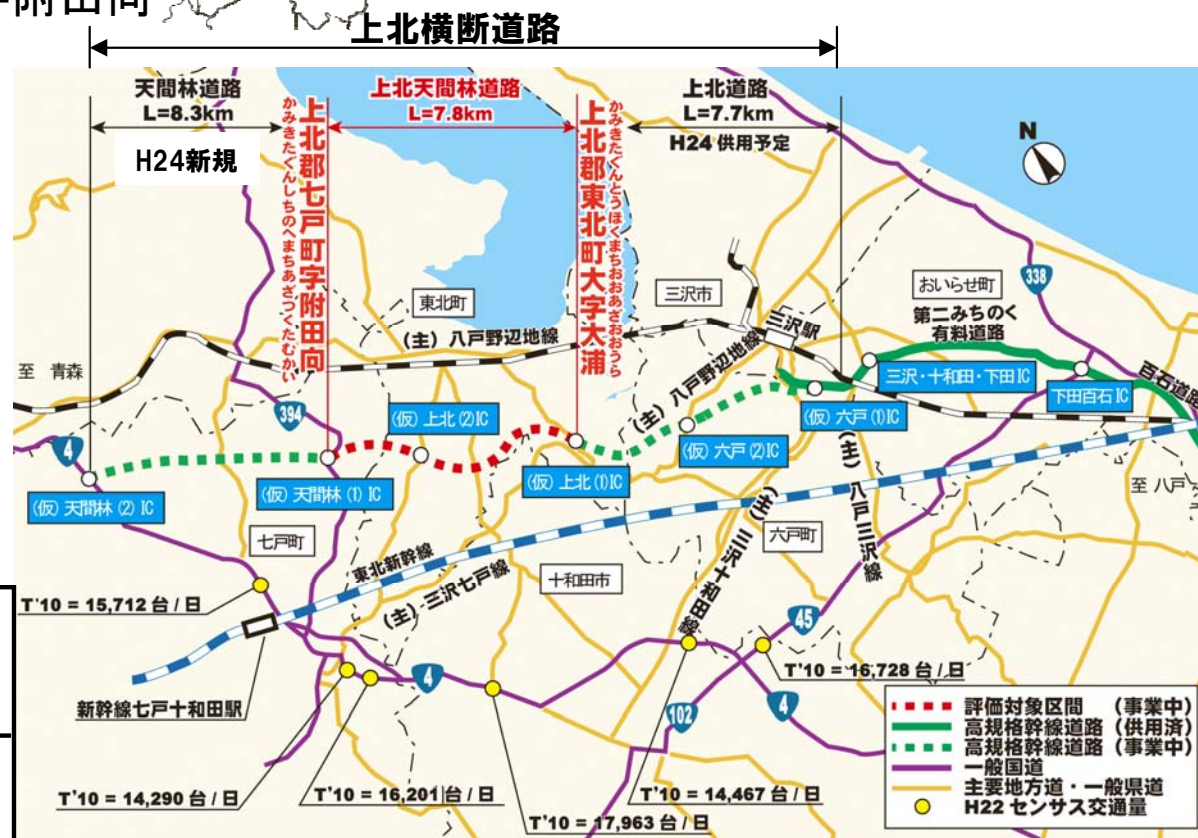 附田向
上北横断道路
天間林道路
L=8.3km
H24新規
上北天間林道路
L=7.8km
上北道路
L=7.7km
H24 供用予定
N
上北郡七戸町字附田向
かみきたぐんしちのへまちあざつくたむかい
上北郡東北町大字大浦
かみきたぐんとうほくまちおおあざおおうら
東北町
三沢市
おいらせ町
338
三沢駅
第二みちのく
有料道路
(主) 八戸野辺地線
(主) 八戸野辺地線
至 青森
394
4
三沢・十和田・下田 IC
下田百石 IC
百石道路
(仮) 上北 (2) IC
(仮) 六戸 (1) IC
(仮) 六戸 (2) IC
(仮) 天間林 (2) IC
(仮) 天間林 (1) IC
(仮) 上北 (1) IC
(主) 八戸三沢線
至 八戸
七戸町
東北新幹線
(主) 三沢七戸線
十和田市
(主) 三沢十和田線
六戸町
T'10 = 15,712 台 / 日
45
T'10 = 16,728 台 / 日
新幹線七戸十和田駅
4
102
4
T'10 = 14,290 台 / 日
T'10 = 16,201 台 / 日
T'10 = 17,963 台 / 日
T'10 = 14,467 台 / 日
評価対象区間 (事業中)
高規格幹線道路 (供用済)
高規格幹線道路 (事業中)
一般国道
主要地方道・一般県道
H22 センサス交通量